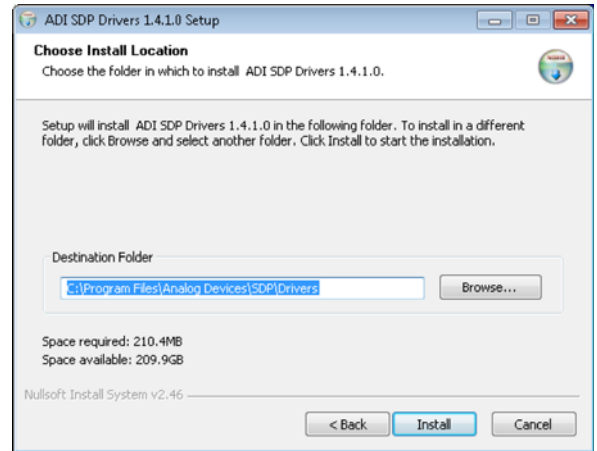 ADI SDP Drivers 1.4.1.0 Setup
Choose Install Location
Choose the folder in which to install ADI SDP Drivers 1.4.1.0.
Setup will install ADI SDP Drivers 1.4.1.0 in the following folder. To install in a different
folder, click Browse and select another folder. Click Install to start the installation.
Destination Folder
C:\Program Files\Analog Devices\SDP\Drivers
Browse...
Space required: 210.4MB
Space available: 209.9GB
Nullsoft Install System v2.46
< Back Install Cancel